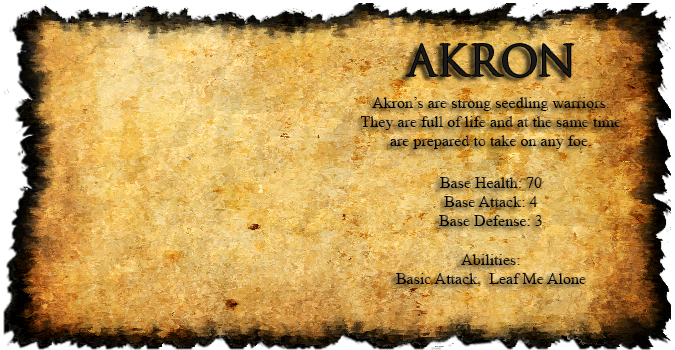 AKRON
Akron's are strong seedling warriors
They are full of life and at the same time
are prepared to take on any foe.
Base Health: 70
Base Attack: 4
Base Defense: 3
Abilities:
Basic Attack,  Leaf Me Alone